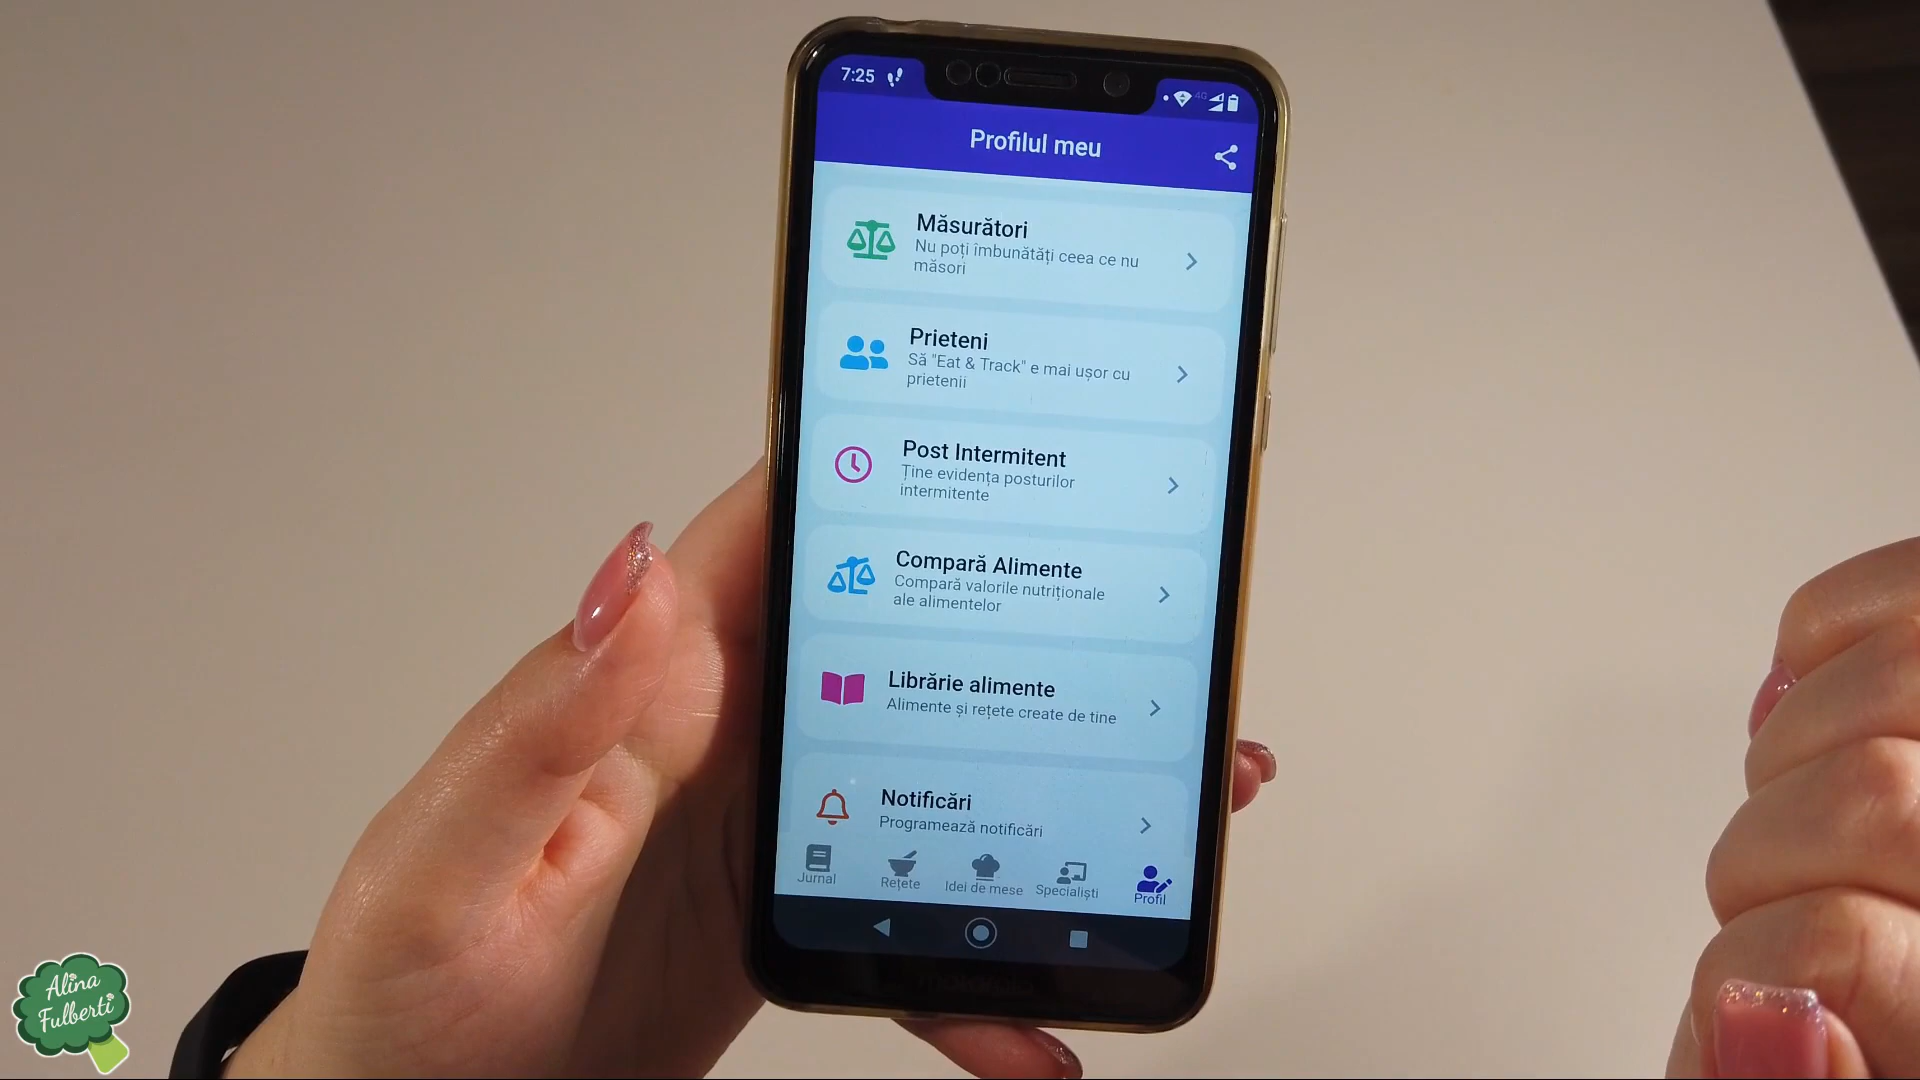 7:25
4G
Profilul meu
Măsurători
Nu poți îmbunătăți ceea ce nu
măsori
Prieteni
Să "Eat & Track" e mai ușor cu
prietenii
Post Intermitent
Ține evidența posturilor
intermitente
Compară Alimente
Compară valorile nutriționale
ale alimentelor
Librărie alimente
Alimente și rețete create de tine
Notificări
Programează notificări
Jurnal
Rețete
Idei de mese
Specialiști
Profil
motorola
Alina
Fulberti